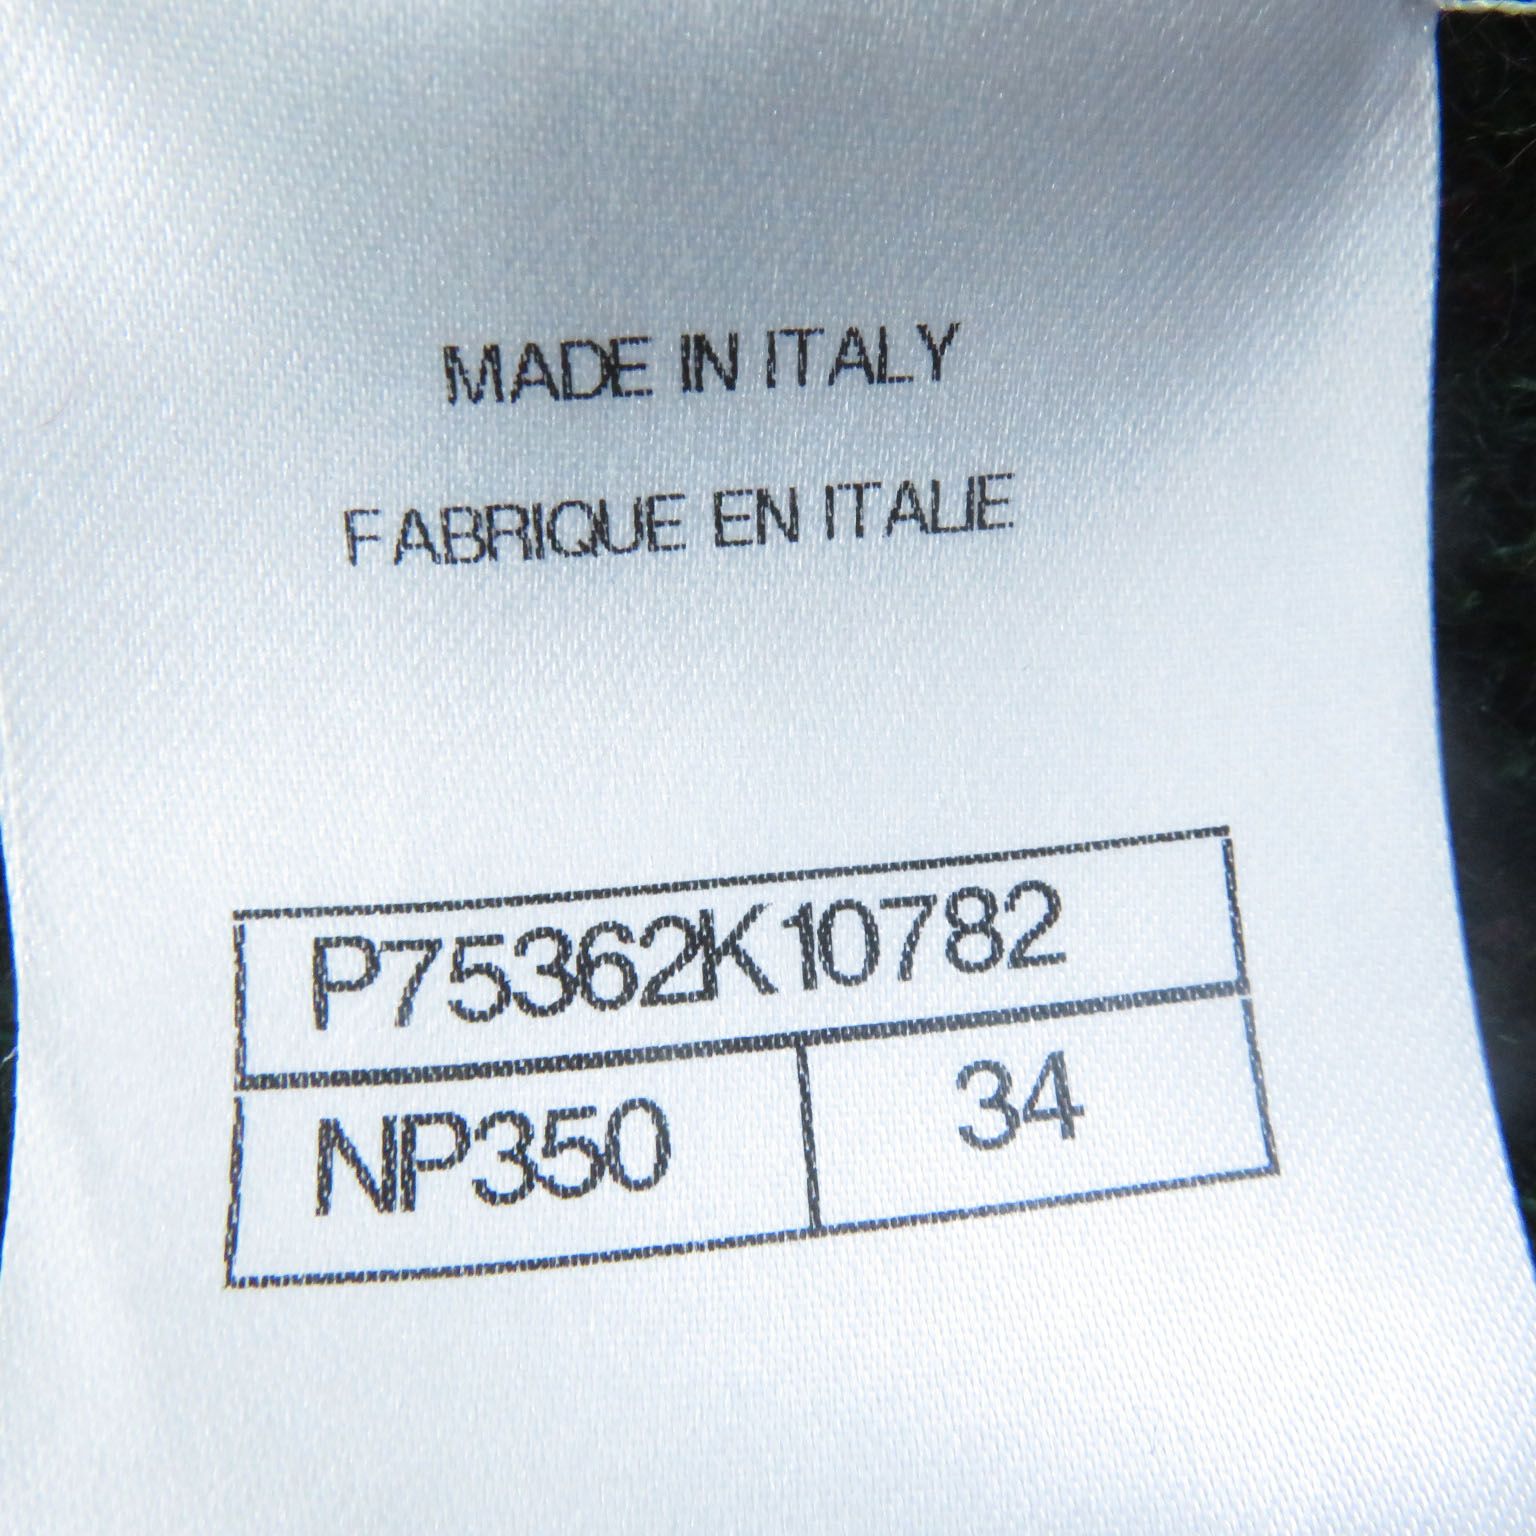 MADE IN ITALY
FABRIQUE EN ITALIE
P75362K10782
NP350 34